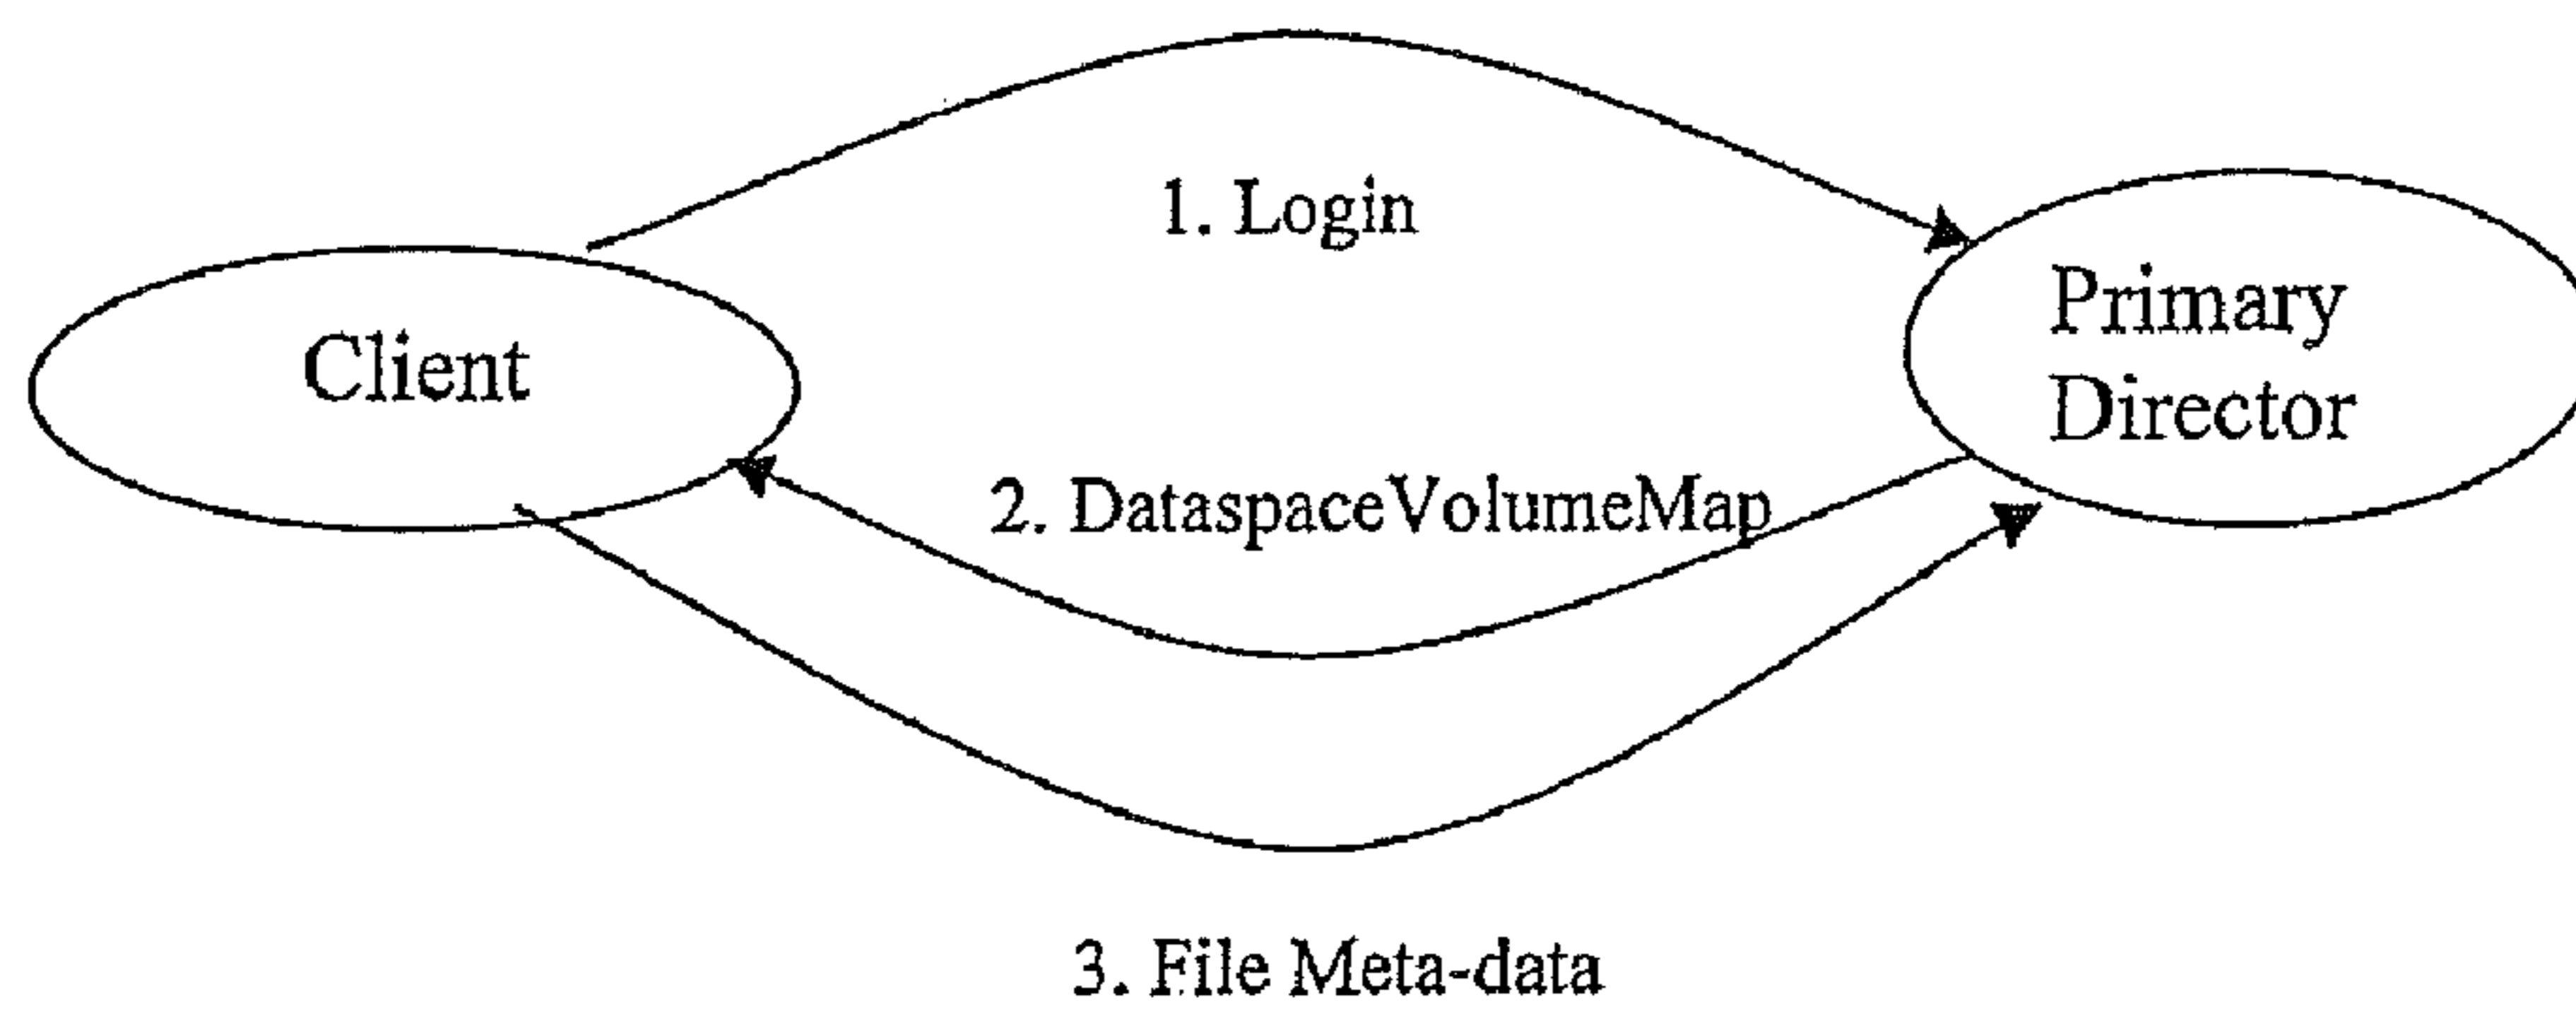 1. Login
Client
Primary
Director
2. DataspaceVolumeMap
3. File Meta-data